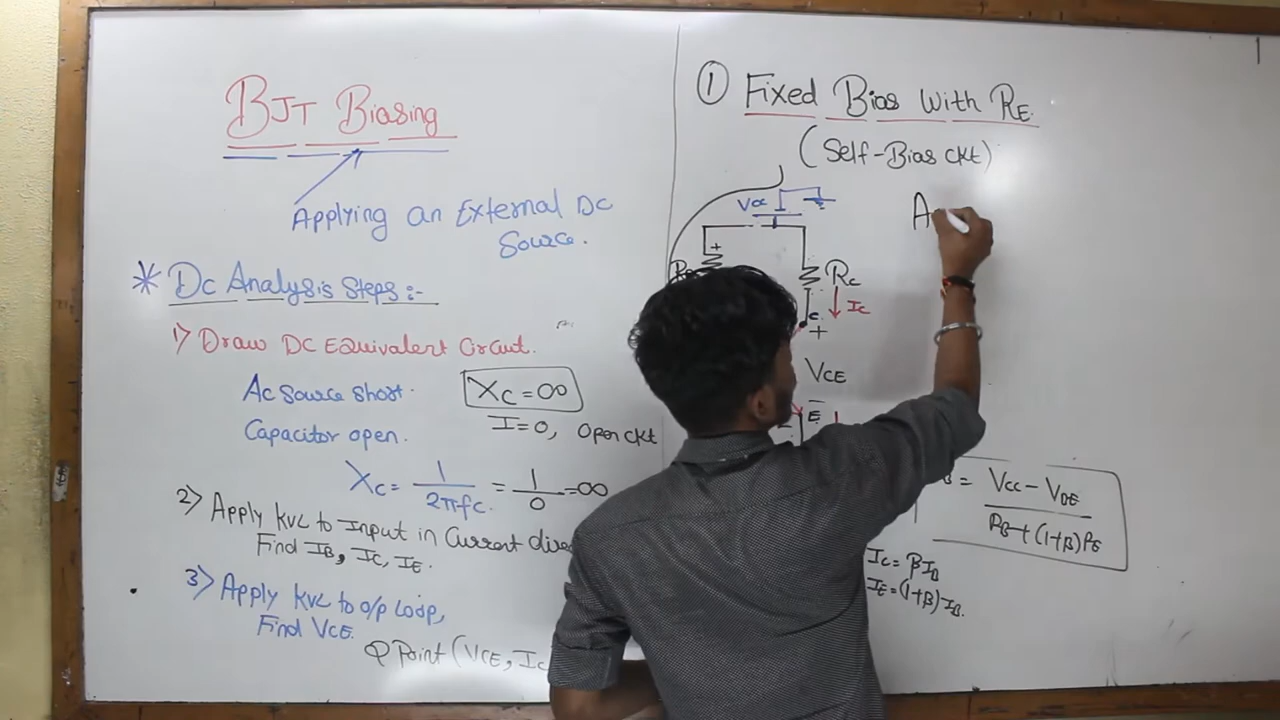 BJT Biasing
Applying an External DC
Source.
* Dc Analysis Steps :-
1) Draw DC Equivalent Circuit.
Ac source short.
Capacitor open.
Xc = ∞
I=0, Open ckt
Xc = 1/2πfc. = 1/0 = ∞
2) Apply KVL to Input in Current
Find IB, IC, IE.
3) Apply KVL to o/p Loop,
Find VCE.
Q Point (VCE, Ic
① Fixed Bias with RE.
(Self-Bias ckt)
A
Vcc
+
Rc
Ic
c
+
VCE
–
E
= Vcc - VBE / RB + (1+β)RE
Ic = βIB
IE = (1+β)IB.